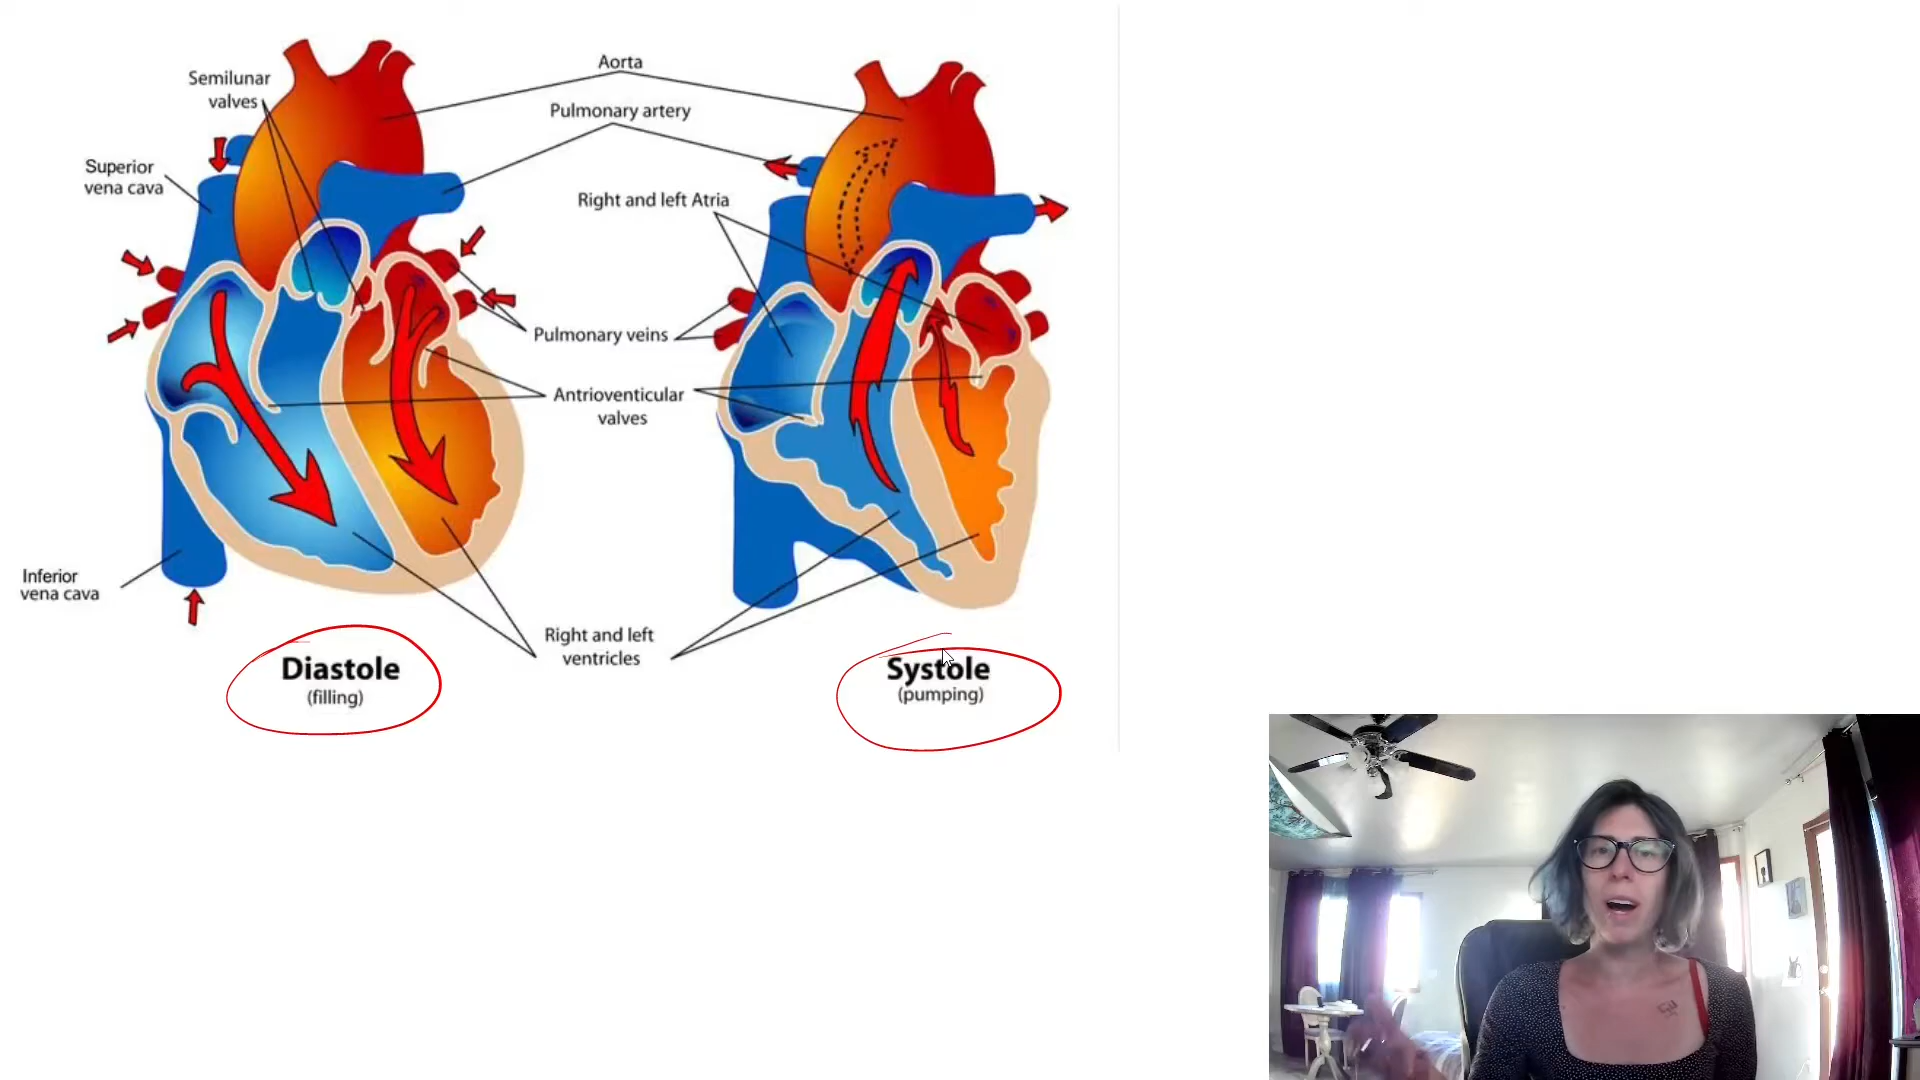 Aorta
Semilunar
valves
Pulmonary artery
Superior
vena cava
Right and left Atria
Pulmonary veins
Antrioventicular
valves
Inferior
vena cava
Right and left
ventricles
Diastole
(filling)
Systole
(pumping)